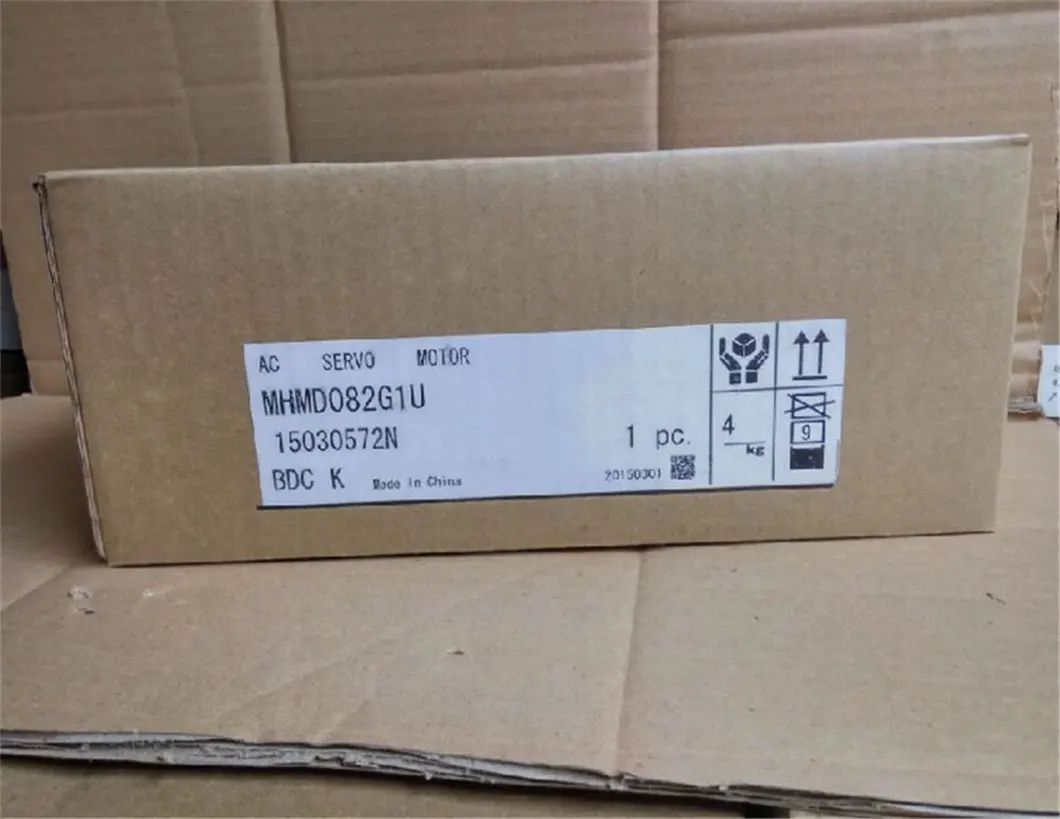 AC SERVO MOTOR
MHMD082G1U
15030572N
1 pc.
BDC K Made in China
20150301
4 kg
9